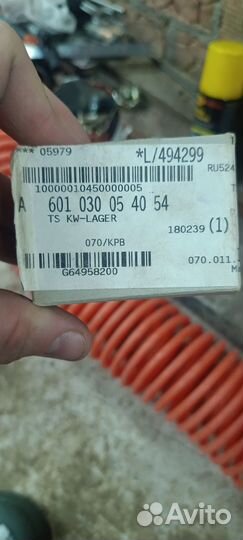 *** 05979
*L/494299
RU524
10000010450000005
A 601 030 05 40 54
TS KW-LAGER
180239 (1)
070/KPB
070.011..
G64958200
Avito